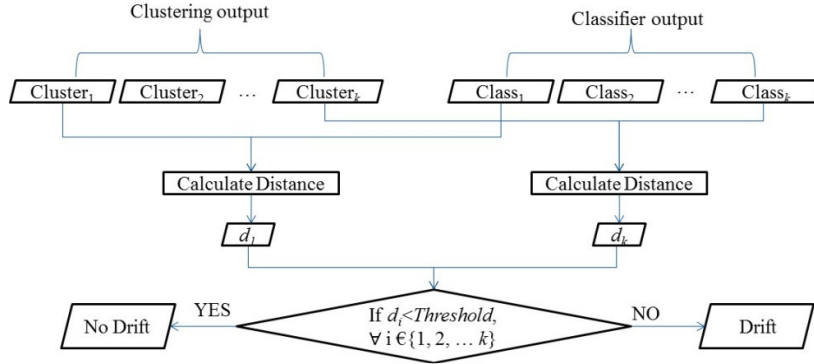 Clustering output
Classifier output
Cluster₁
Cluster₂
...
Clusterₖ
Class₁
Class₂
...
Classₖ
Calculate Distance
Calculate Distance
d₁
dₖ
YES
If dᵢ<Threshold,
∀ i ∈{1, 2, ... k}
NO
No Drift
Drift